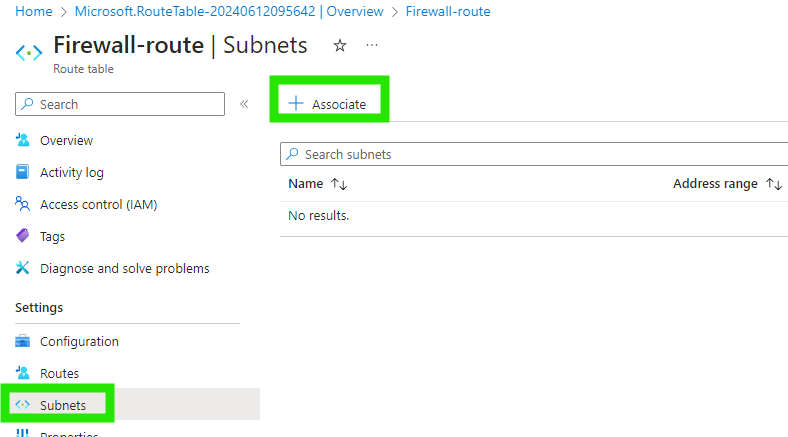 Home > Microsoft.RouteTable-20240612095642 | Overview > Firewall-route
Firewall-route | Subnets ☆ ...
Route table
Search «
+ Associate
Overview
Activity log
Access control (IAM)
Tags
Diagnose and solve problems
Settings
Configuration
Routes
Subnets
Properties
Search subnets
Name ↑↓ Address range ↑↓
No results.